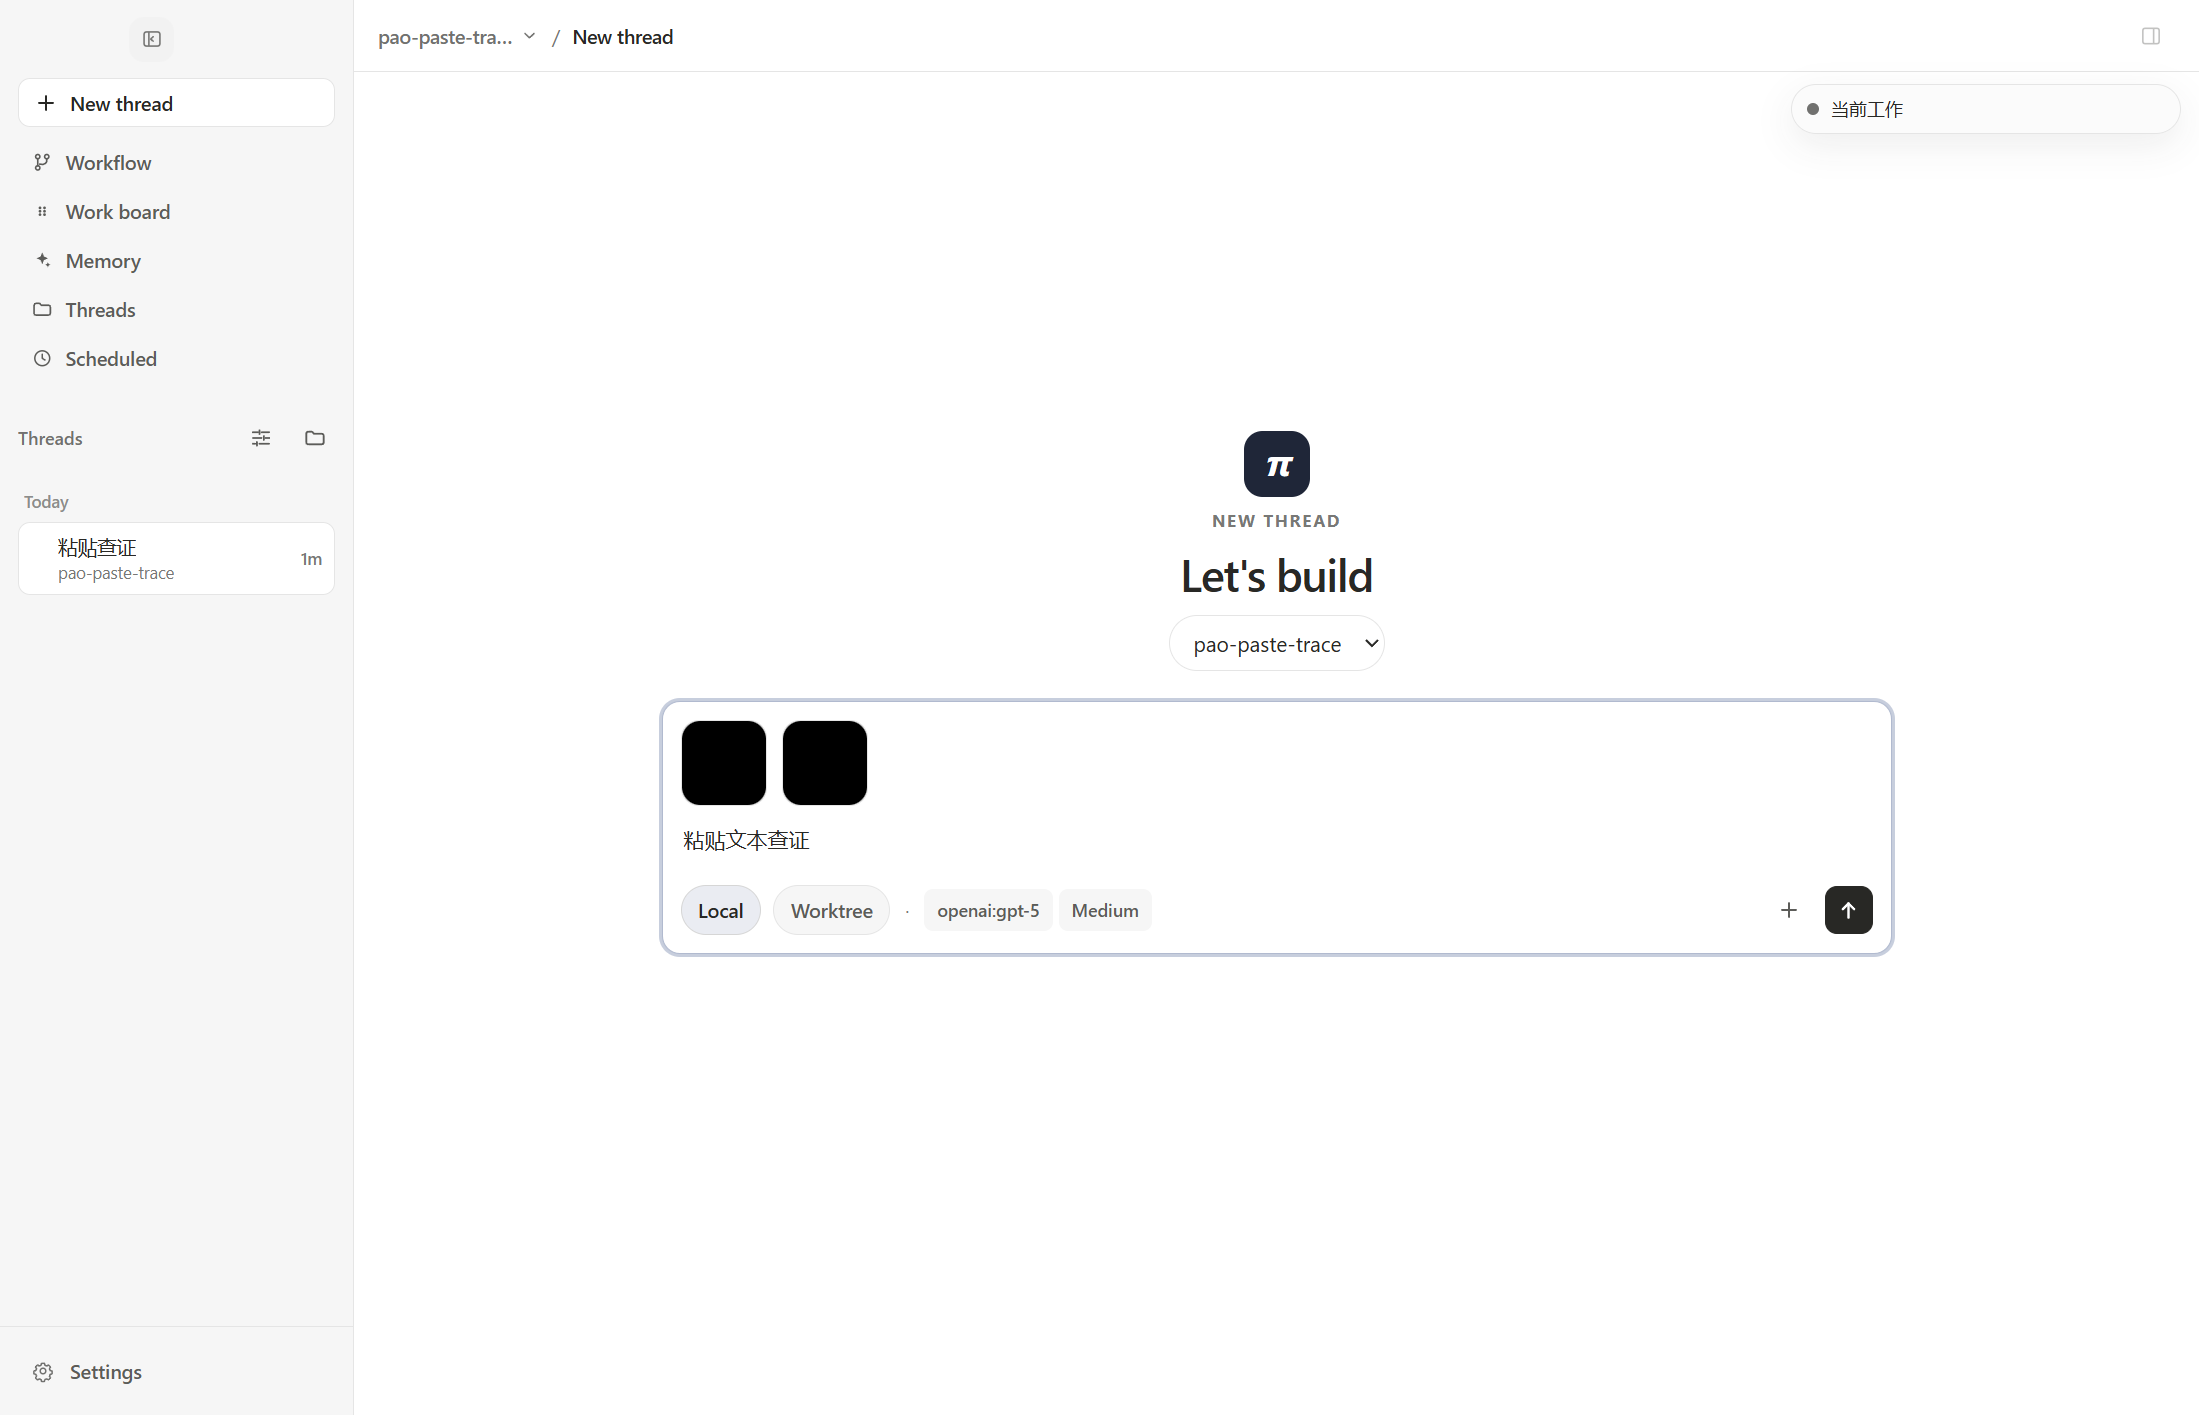 New thread
Workflow
Work board
Memory
Threads
Scheduled
Threads
Today
粘贴查证
pao-paste-trace
1m
Settings
pao-paste-tra... / New thread
当前工作
π
NEW THREAD
Let's build
pao-paste-trace
粘贴文本查证
Local Worktree · openai:gpt-5 Medium